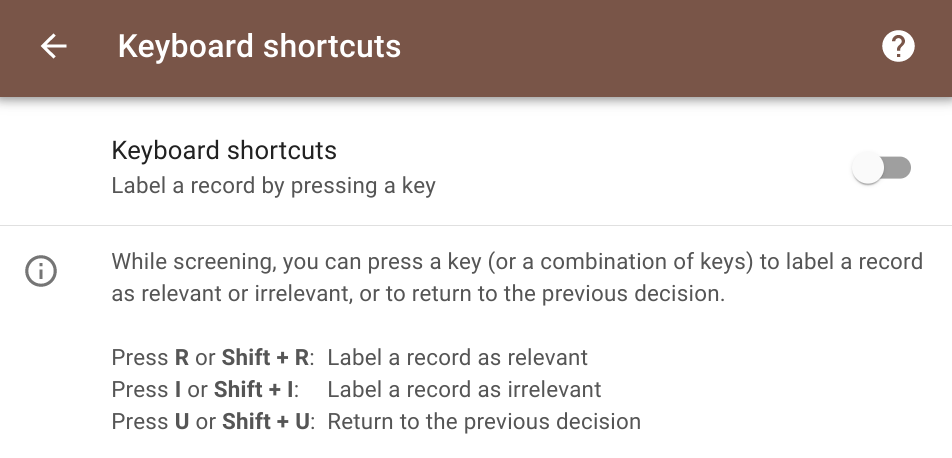 Keyboard shortcuts
Keyboard shortcuts
Label a record by pressing a key
While screening, you can press a key (or a combination of keys) to label a record
as relevant or irrelevant, or to return to the previous decision.
Press R or Shift + R: Label a record as relevant
Press I or Shift + I: Label a record as irrelevant
Press U or Shift + U: Return to the previous decision